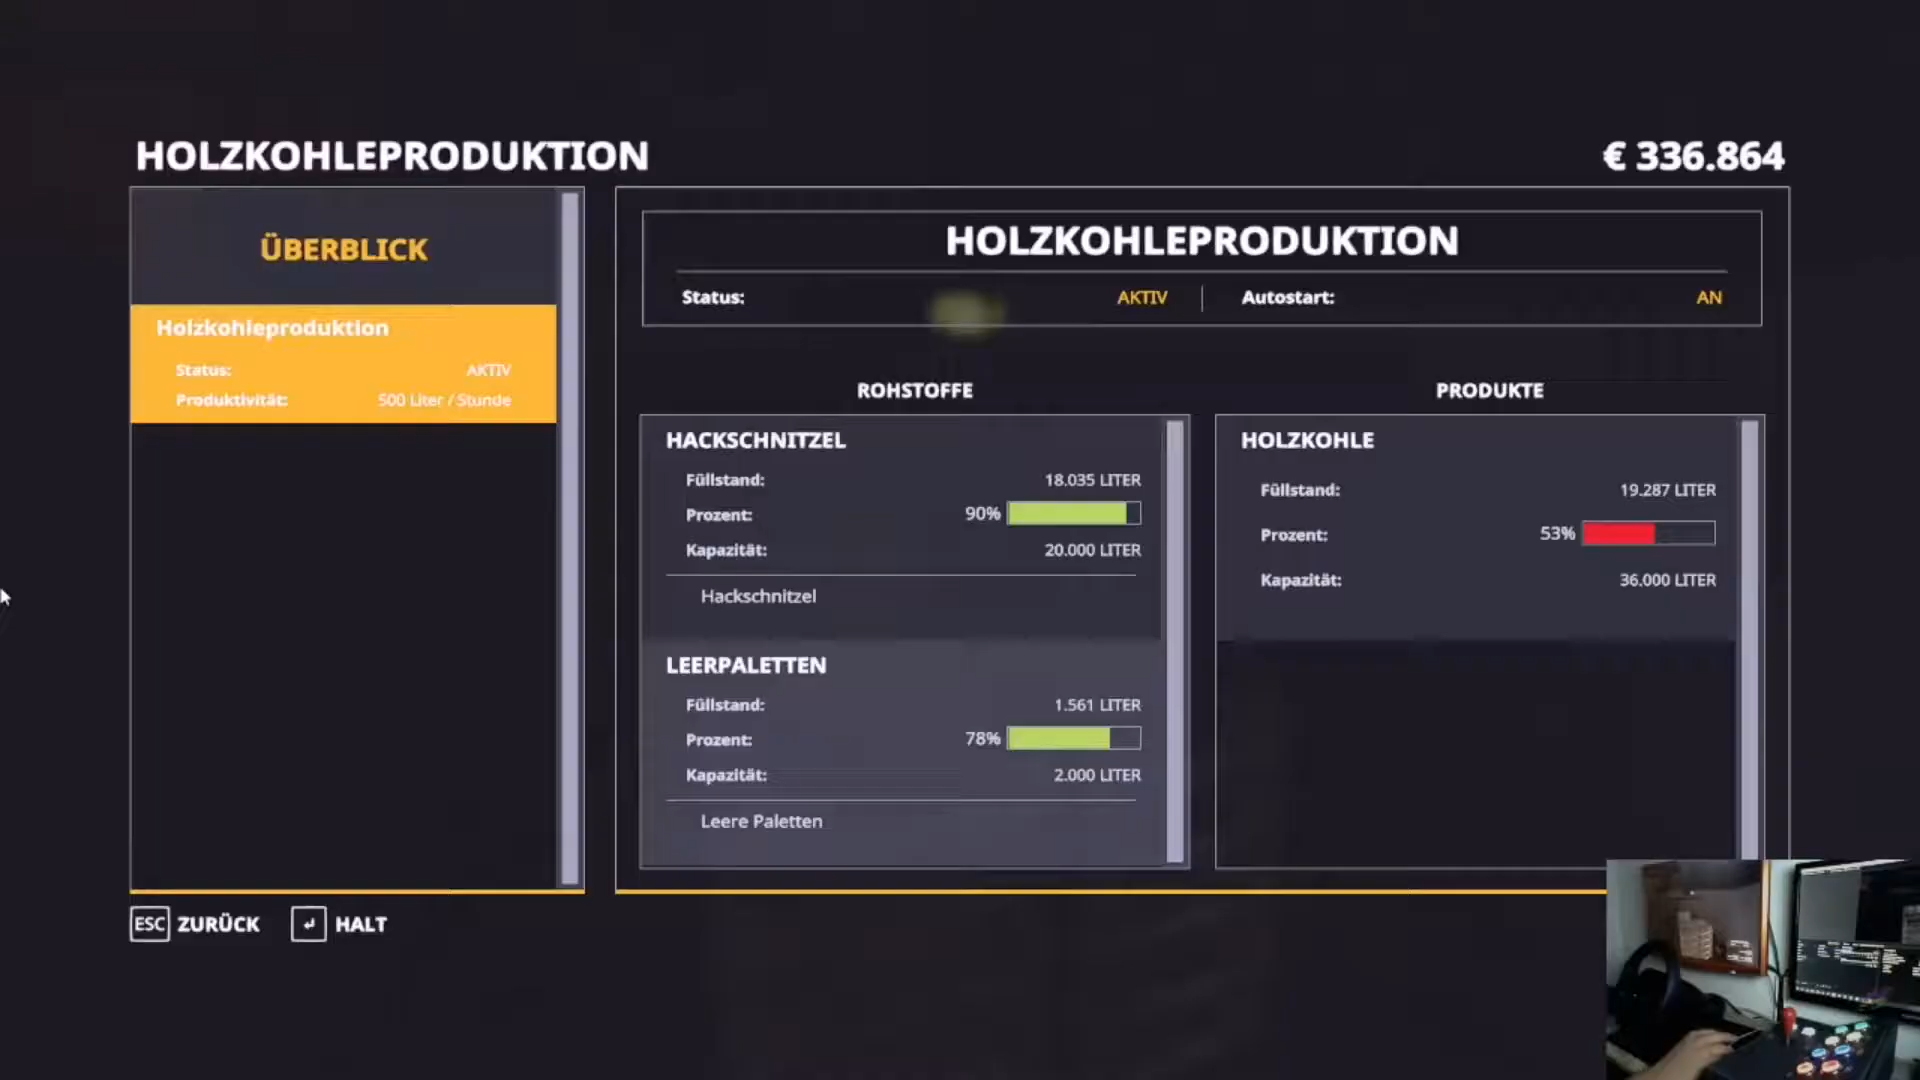 HOLZKOHLEPRODUKTION
€ 336.864
ÜBERBLICK
Holzkohleproduktion
Status: AKTIV
Produktivität: 500 Liter / Stunde
HOLZKOHLEPRODUKTION
Status: AKTIV
Autostart: AN
ROHSTOFFE
HACKSCHNITZEL
Füllstand: 18.035 LITER
Prozent: 90%
Kapazität: 20.000 LITER
Hackschnitzel
LEERPALETTEN
Füllstand: 1.561 LITER
Prozent: 78%
Kapazität: 2.000 LITER
Leere Paletten
PRODUKTE
HOLZKOHLE
Füllstand: 19.287 LITER
Prozent: 53%
Kapazität: 36.000 LITER
ESC ZURÜCK
↵ HALT